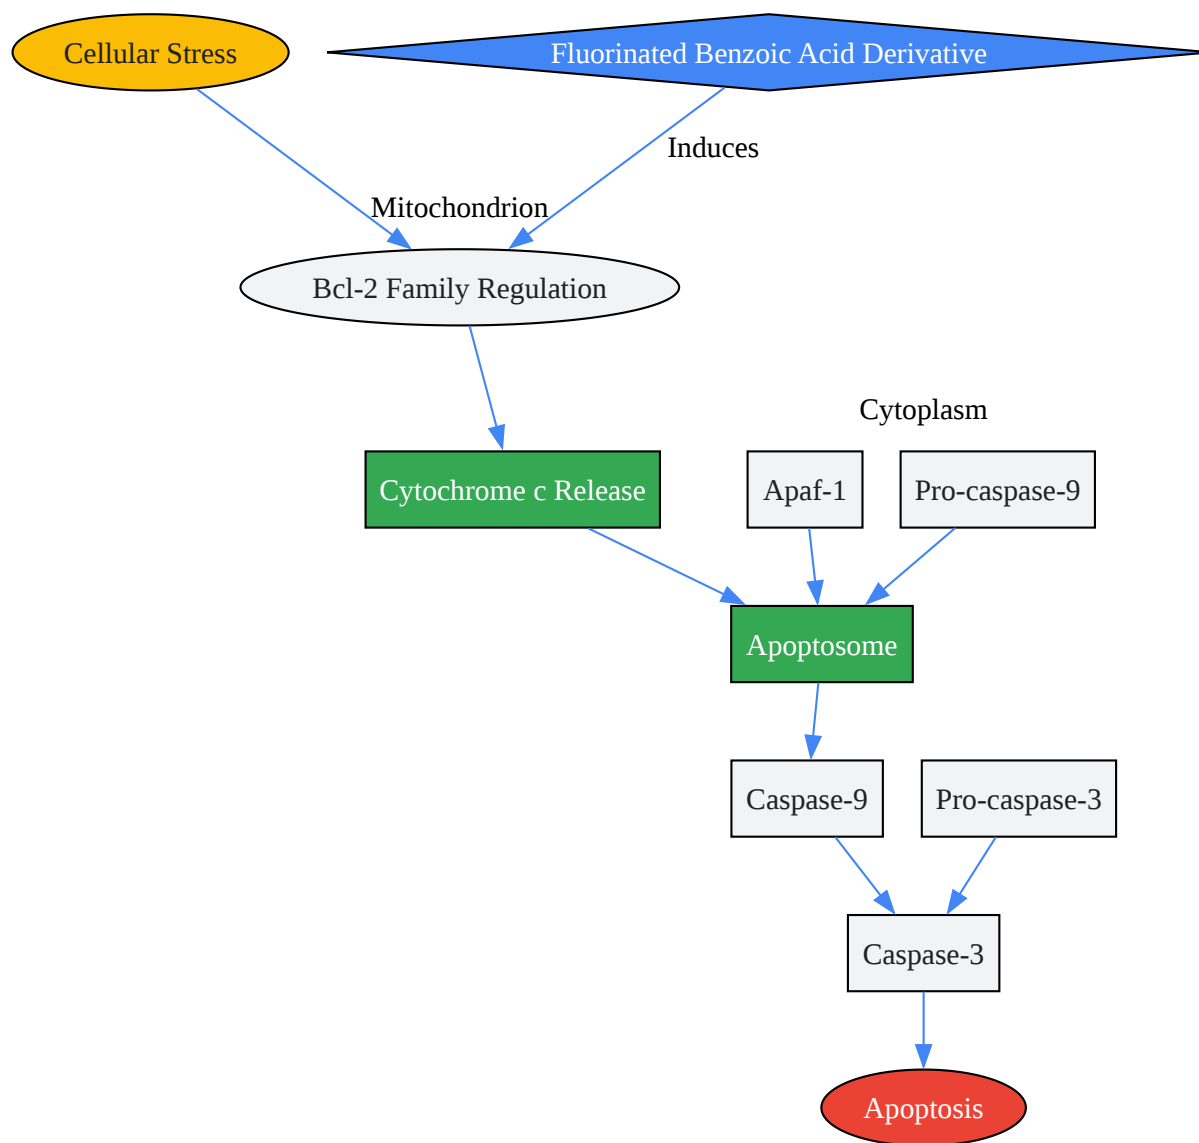 Cellular Stress
Fluorinated Benzoic Acid Derivative
Induces
Mitochondrion
Bcl-2 Family Regulation
Cytoplasm
Cytochrome c Release
Apaf-1
Pro-caspase-9
Apoptosome
Caspase-9
Pro-caspase-3
Caspase-3
Apoptosis